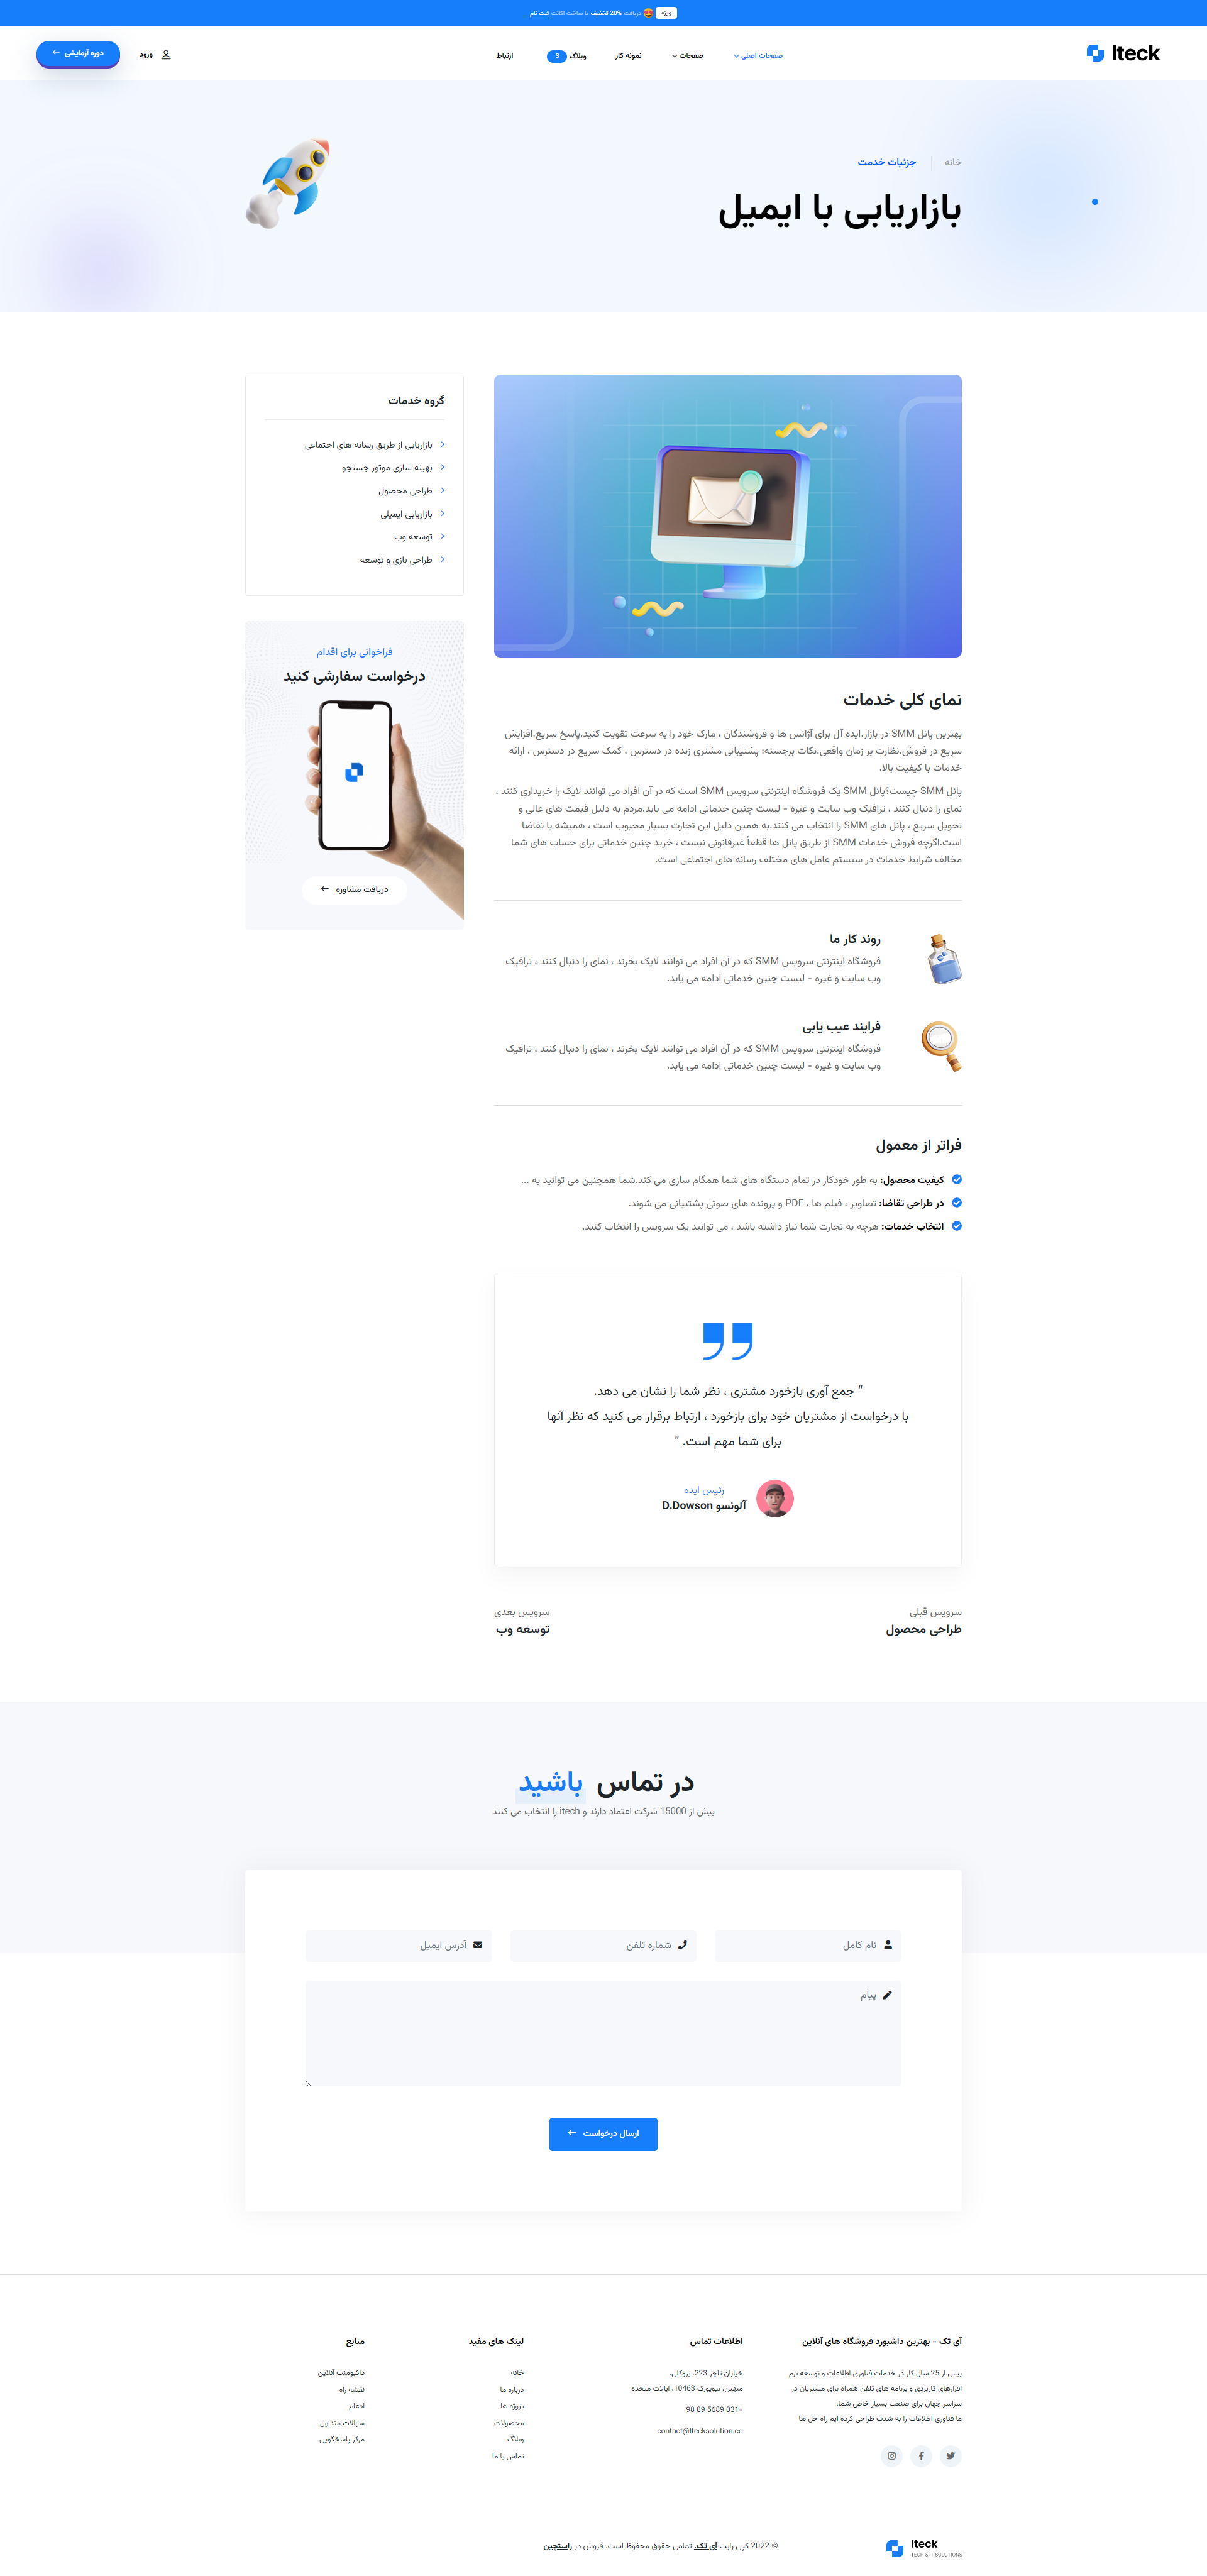 ویژه دریافت 20% تخفیف با ساخت اکانت ثبت نام
Iteck
صفحات اصلی
صفحات
نمونه کار
وبلاگ 3
ارتباط
ورود
دوره آزمایشی
خانه
جزئیات خدمت
بازاریابی با ایمیل
نمای کلی خدمات
بهترین پانل SMM در بازار.ایده آل برای آژانس ها و فروشندگان ، مارک خود را به سرعت تقویت کنید.پاسخ سریع.افزایش
سریع در فروش.نظارت بر زمان واقعی.نکات برجسته: پشتیبانی مشتری زنده در دسترس ، کمک سریع در دسترس ، ارائه
خدمات با کیفیت بالا.
پانل SMM چیست؟پانل SMM یک فروشگاه اینترنتی سرویس SMM است که در آن افراد می توانند لایک را خریداری کنند ،
نمای را دنبال کنند ، ترافیک وب سایت و غیره - لیست چنین خدماتی ادامه می یابد.مردم به دلیل قیمت های عالی و
تحویل سریع ، پانل های SMM را انتخاب می کنند.به همین دلیل این تجارت بسیار محبوب است ، همیشه با تقاضا
است.اگرچه فروش خدمات SMM از طریق پانل ها قطعاً غیرقانونی نیست ، خرید چنین خدماتی برای حساب های شما
مخالف شرایط خدمات در سیستم عامل های مختلف رسانه های اجتماعی است.
روند کار ما
فروشگاه اینترنتی سرویس SMM که در آن افراد می توانند لایک بخرند ، نمای را دنبال کنند ، ترافیک
وب سایت و غیره - لیست چنین خدماتی ادامه می یابد.
فرایند عیب یابی
فروشگاه اینترنتی سرویس SMM که در آن افراد می توانند لایک بخرند ، نمای را دنبال کنند ، ترافیک
وب سایت و غیره - لیست چنین خدماتی ادامه می یابد.
فراتر از معمول
کیفیت محصول: به طور خودکار در تمام دستگاه های شما همگام سازی می کند.شما همچنین می توانید به ...
در طراحی تقاضا: تصاویر ، فیلم ها ، PDF و پرونده های صوتی پشتیبانی می شوند.
انتخاب خدمات: هرچه به تجارت شما نیاز داشته باشد ، می توانید یک سرویس را انتخاب کنید.
“ جمع آوری بازخورد مشتری ، نظر شما را نشان می دهد.
با درخواست از مشتریان خود برای بازخورد ، ارتباط برقرار می کنید که نظر آنها
برای شما مهم است. “
رئیس ایده
آلونسو D.Dowson
سرویس قبلی
طراحی محصول
سرویس بعدی
توسعه وب
گروه خدمات
بازاریابی از طریق رسانه های اجتماعی
بهینه سازی موتور جستجو
طراحی محصول
بازاریابی ایمیلی
توسعه وب
طراحی بازی و توسعه
فراخوانی برای اقدام
درخواست سفارشی کنید
دریافت مشاوره
در تماس باشید
بیش از 15000 شرکت اعتماد دارند و itech را انتخاب می کنند
نام کامل
شماره تلفن
آدرس ایمیل
پیام
ارسال درخواست
آی تک - بهترین داشبورد فروشگاه های آنلاین
بیش از 25 سال کار در خدمات فناوری اطلاعات و توسعه نرم
افزارهای کاربردی و برنامه های تلفن همراه برای مشتریان در
سراسر جهان برای صنعت بسیار خاص شما،
ما فناوری اطلاعات را به شدت طراحی کرده ایم راه حل ها
اطلاعات تماس
خیابان تاچر 223، بروکلی،
منهتن، نیویورک 10463، ایالات متحده
98 89 5689 031+
contact@Itecksolution.co
لینک های مفید
خانه
درباره ما
پروژه ها
محصولات
وبلاگ
تماس با ما
منابع
داکیومنت آنلاین
نقشه راه
ادغام
سوالات متداول
مرکز پاسخگویی
Iteck
TECH & IT SOLUTIONS
© 2022 کپی رایت آی تک. تمامی حقوق محفوظ است. فروش در راستچین